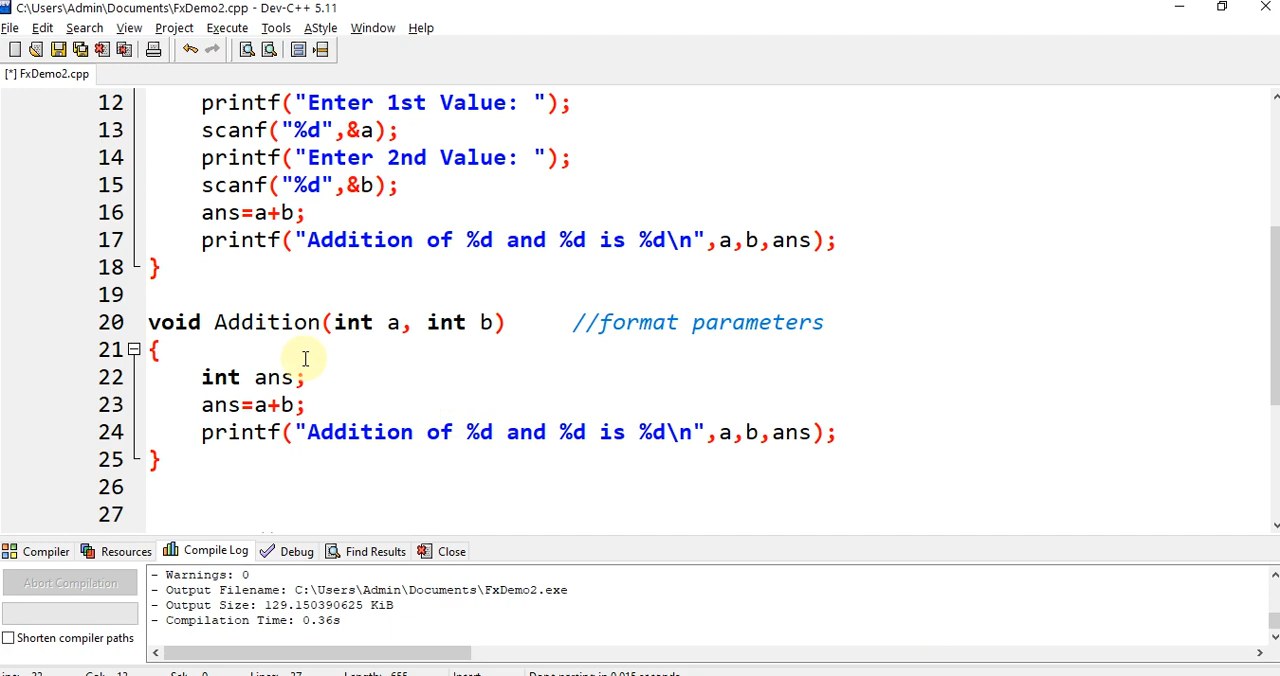 C:\Users\Admin\Documents\FxDemo2.cpp - Dev-C++ 5.11
File Edit Search View Project Execute Tools AStyle Window Help
[*] FxDemo2.cpp
12 printf("Enter 1st Value: ");
13 scanf("%d",&a);
14 printf("Enter 2nd Value: ");
15 scanf("%d",&b);
16 ans=a+b;
17 printf("Addition of %d and %d is %d\n",a,b,ans);
18 }
19
20 void Addition(int a, int b) //format parameters
21 {
22 int ans;
23 ans=a+b;
24 printf("Addition of %d and %d is %d\n",a,b,ans);
25 }
26
27
Compiler Resources Compile Log Debug Find Results Close
Abort Compilation
Shorten compiler paths
- Warnings: 0
- Output Filename: C:\Users\Admin\Documents\FxDemo2.exe
- Output Size: 129.150390625 KiB
- Compilation Time: 0.36s